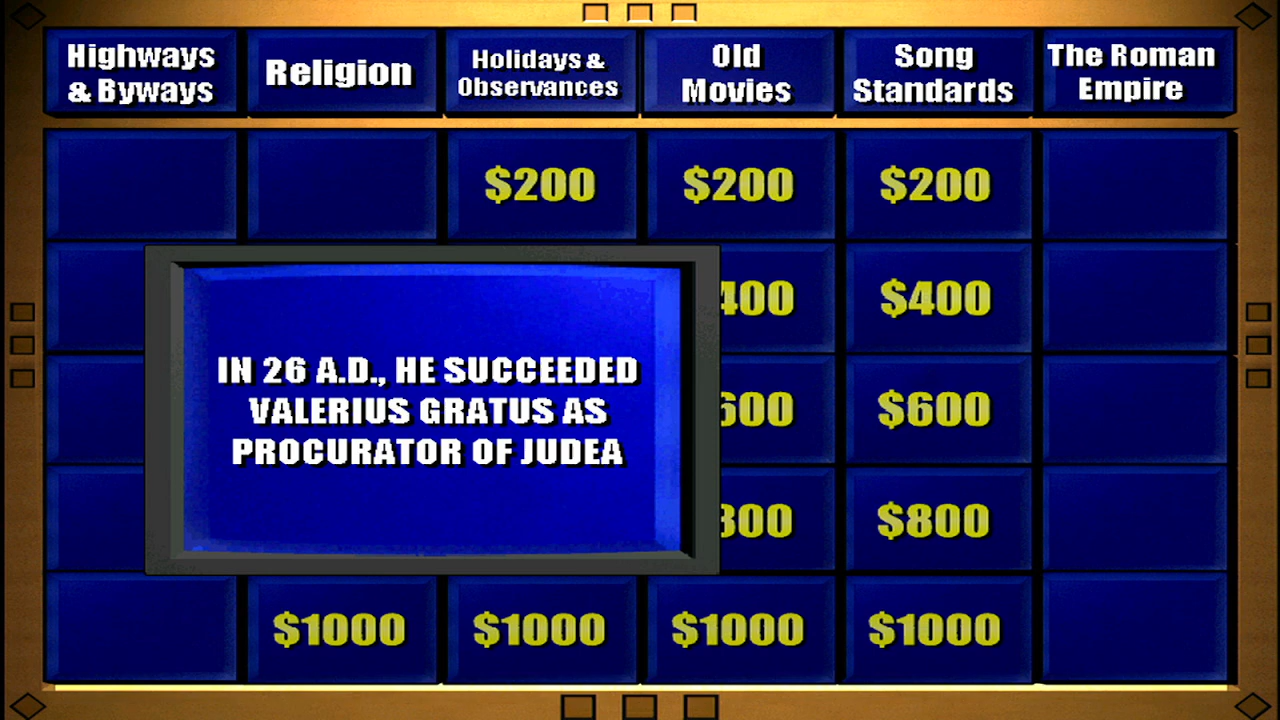 Highways
& Byways
Religion
Holidays &
Observances
Old
Movies
Song
Standards
The Roman
Empire
$200
$200
$200
$400
$600
$800
IN 26 A.D., HE SUCCEEDED
VALERIUS GRATUS AS
PROCURATOR OF JUDEA
$1000
$1000
$1000
$1000